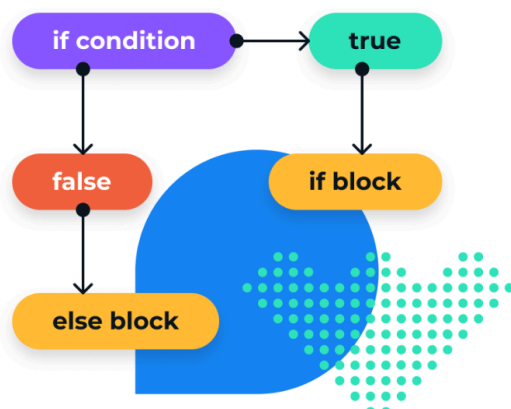 if condition
true
false
if block
else block